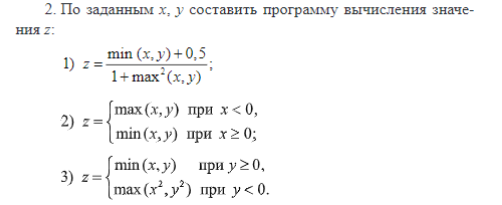 2. По заданным x, y составить программу вычисления значе-
ния z:
1) z = (min (x, y) + 0,5) / (1 + max²(x, y));
2) z = { max (x, y) при x < 0,
min (x, y) при x ≥ 0;
3) z = { min (x, y) при y ≥ 0,
max (x², y²) при y < 0.